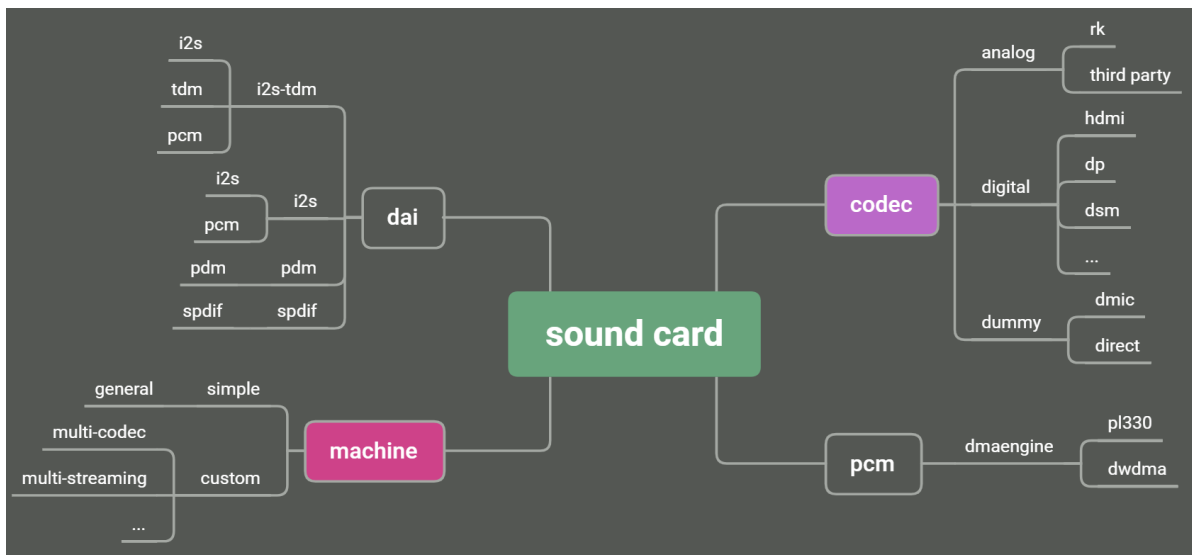 i2s
tdm
pcm
i2s-tdm
i2s
pcm
i2s
pdm
pdm
spdif
spdif
dai
general
simple
multi-codec
multi-streaming
...
custom
machine
sound card
codec
analog
rk
third party
digital
hdmi
dp
dsm
...
dummy
dmic
direct
pcm
dmaengine
pl330
dwdma